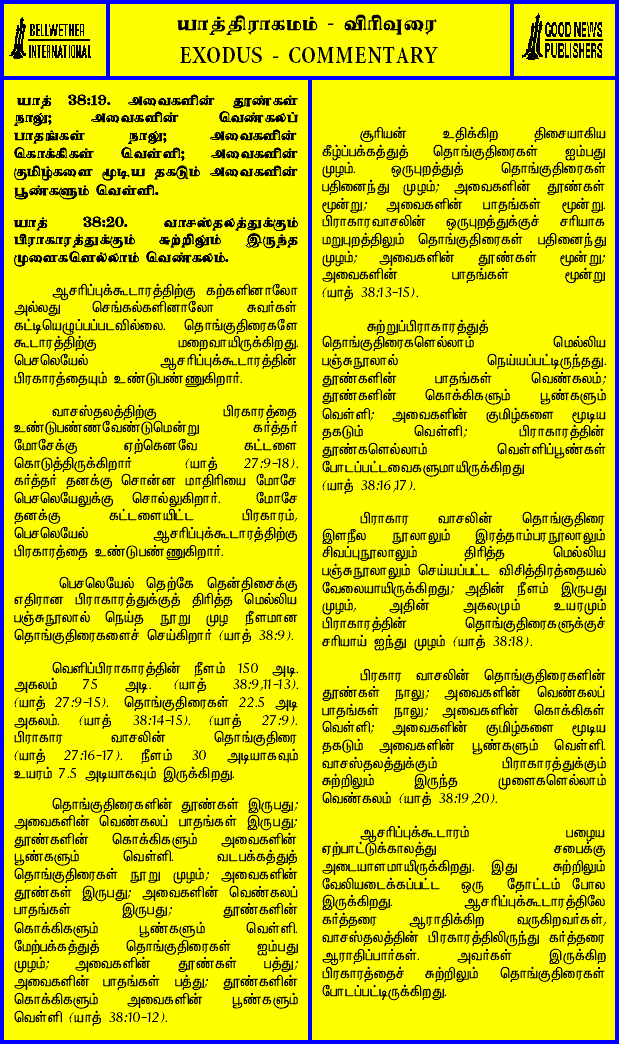 BELLWETHER
INTERNATIONAL
யாத்திராகமம் - விரிவுரை
EXODUS - COMMENTARY
GOOD NEWS
PUBLISHERS
யாத் 38:19. அவைகளின் தூண்கள்
நாலு; அவைகளின் வெண்கலப்
பாதங்கள் நாலு; அவைகளின்
கொக்கிகள் வெள்ளி; அவைகளின்
குமிழ்களை மூடிய தகடும் அவைகளின்
பூண்களும் வெள்ளி.
யாத் 38:20. வாசஸ்தலத்துக்கும்
பிராகாரத்துக்கும் சுற்றிலும் இருந்த
முளைகளெல்லாம் வெண்கலம்.
ஆசரிப்புக்கூடாரத்திற்கு கற்களினாலோ
அல்லது செங்கல்களினாலோ சுவர்கள்
கட்டியெழுப்பப்படவில்லை. தொங்குதிரைகளே
கூடாரத்திற்கு மறைவாயிருக்கிறது.
பெசலெயேல் ஆசரிப்புக்கூடாரத்தின்
பிரகாரத்தையும் உண்டுபண்ணுகிறார்.
வாசஸ்தலத்திற்கு பிரகாரத்தை
உண்டுபண்ணவேண்டுமென்று கர்த்தர்
மோசேக்கு ஏற்கெனவே கட்டளை
கொடுத்திருக்கிறார் (யாத் 27:9-18).
கர்த்தர் தனக்கு சொன்ன மாதிரியை மோசே
பெசலெயேலுக்கு சொல்லுகிறார். மோசே
தனக்கு கட்டளையிட்ட பிரகாரம்,
பெசலெயேல் ஆசரிப்புக்கூடாரத்திற்கு
பிரகாரத்தை உண்டுபண்ணுகிறார்.
பெசலெயேல் தெற்கே தென்திசைக்கு
எதிரான பிராகாரத்துக்குத் திரித்த மெல்லிய
பஞ்சுநூலால் நெய்த நூறு முழ நீளமான
தொங்குதிரைகளைச் செய்கிறார் (யாத் 38:9).
வெளிப்பிராகாரத்தின் நீளம் 150 அடி.
அகலம் 75 அடி. (யாத் 38:9,11-13).
(யாத் 27:9-15). தொங்குதிரைகள் 22.5 அடி
அகலம். (யாத் 38:14-15). (யாத் 27:9).
பிராகார வாசலின் தொங்குதிரை
(யாத் 27:16-17). நீளம் 30 அடியாகவும்
உயரம் 7.5 அடியாகவும் இருக்கிறது.
தொங்குதிரைகளின் தூண்கள் இருபது;
அவைகளின் வெண்கலப் பாதங்கள் இருபது;
தூண்களின் கொக்கிகளும் அவைகளின்
பூண்களும் வெள்ளி. வடபக்கத்துத்
தொங்குதிரைகள் நூறு முழம்; அவைகளின்
தூண்கள் இருபது; அவைகளின் வெண்கலப்
பாதங்கள் இருபது; தூண்களின்
கொக்கிகளும் பூண்களும் வெள்ளி.
மேற்பக்கத்துத் தொங்குதிரைகள் ஐம்பது
முழம்; அவைகளின் தூண்கள் பத்து;
அவைகளின் பாதங்கள் பத்து; தூண்களின்
கொக்கிகளும் அவைகளின் பூண்களும்
வெள்ளி (யாத் 38:10-12).
சூரியன் உதிக்கிற திசையாகிய
கீழ்ப்பக்கத்துத் தொங்குதிரைகள் ஐம்பது
முழம். ஒருபுறத்துத் தொங்குதிரைகள்
பதினைந்து முழம்; அவைகளின் தூண்கள்
மூன்று; அவைகளின் பாதங்கள் மூன்று.
பிராகாரவாசலின் ஒருபுறத்துக்குச் சரியாக
மறுபுறத்திலும் தொங்குதிரைகள் பதினைந்து
முழம்; அவைகளின் தூண்கள் மூன்று;
அவைகளின் பாதங்கள் மூன்று
(யாத் 38:13-15).
சுற்றுப்பிராகாரத்துத்
தொங்குதிரைகளெல்லாம் மெல்லிய
பஞ்சுநூலால் நெய்யப்பட்டிருந்தது.
தூண்களின் பாதங்கள் வெண்கலம்;
தூண்களின் கொக்கிகளும் பூண்களும்
வெள்ளி; அவைகளின் குமிழ்களை மூடிய
தகடும் வெள்ளி; பிராகாரத்தின்
தூண்களெல்லாம் வெள்ளிப்பூண்கள்
போடப்பட்டவைகளுமாயிருக்கிறது
(யாத் 38:16,17).
பிராகார வாசலின் தொங்குதிரை
இளநீல நூலாலும் இரத்தாம்பரநூலாலும்
சிவப்புநூலாலும் திரித்த மெல்லிய
பஞ்சுநூலாலும் செய்யப்பட்ட விசித்திரத்தையல்
வேலையாயிருக்கிறது; அதின் நீளம் இருபது
முழம், அதின் அகலமும் உயரமும்
பிராகாரத்தின் தொங்குதிரைகளுக்குச்
சரியாய் ஐந்து முழம் (யாத் 38:18).
பிரகார வாசலின் தொங்குதிரைகளின்
தூண்கள் நாலு; அவைகளின் வெண்கலப்
பாதங்கள் நாலு; அவைகளின் கொக்கிகள்
வெள்ளி; அவைகளின் குமிழ்களை மூடிய
தகடும் அவைகளின் பூண்களும் வெள்ளி.
வாசஸ்தலத்துக்கும் பிராகாரத்துக்கும்
சுற்றிலும் இருந்த முளைகளெல்லாம்
வெண்கலம் (யாத் 38:19,20).
ஆசரிப்புக்கூடாரம் பழைய
ஏற்பாட்டுக்காலத்து சபைக்கு
அடையாளமாயிருக்கிறது. இது சுற்றிலும்
வேலியடைக்கப்பட்ட ஒரு தோட்டம் போல
இருக்கிறது. ஆசரிப்புக்கூடாரத்திலே
கர்த்தரை ஆராதிக்கிற வருகிறவர்கள்,
வாசஸ்தலத்தின் பிரகாரத்திலிருந்து கர்த்தரை
ஆராதிப்பார்கள். அவர்கள் இருக்கிற
பிரகாரத்தைச் சுற்றிலும் தொங்குதிரைகள்
போடப்பட்டிருக்கிறது.